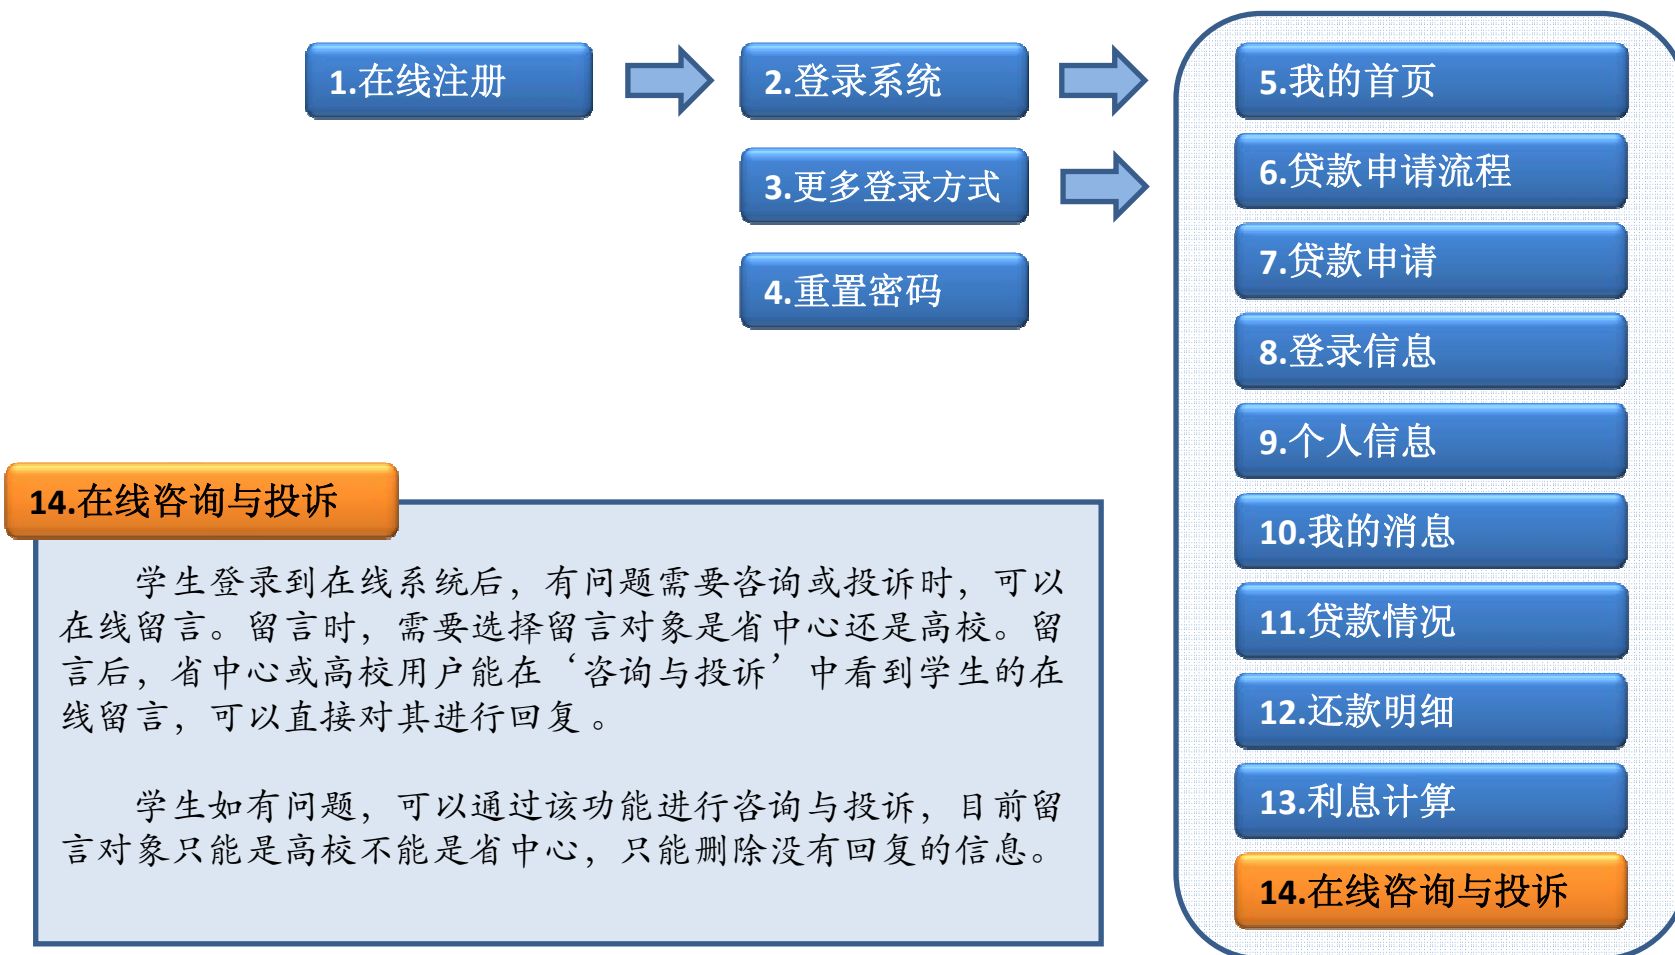 1.在线注册
2.登录系统
3.更多登录方式
4.重置密码
5.我的首页
6.贷款申请流程
7.贷款申请
8.登录信息
9.个人信息
10.我的消息
11.贷款情况
12.还款明细
13.利息计算
14.在线咨询与投诉
14.在线咨询与投诉
学生登录到在线系统后，有问题需要咨询或投诉时，可以
在线留言。留言时，需要选择留言对象是省中心还是高校。留
言后，省中心或高校用户能在‘咨询与投诉’中看到学生的在
线留言，可以直接对其进行回复。
学生如有问题，可以通过该功能进行咨询与投诉，目前留
言对象只能是高校不能是省中心，只能删除没有回复的信息。